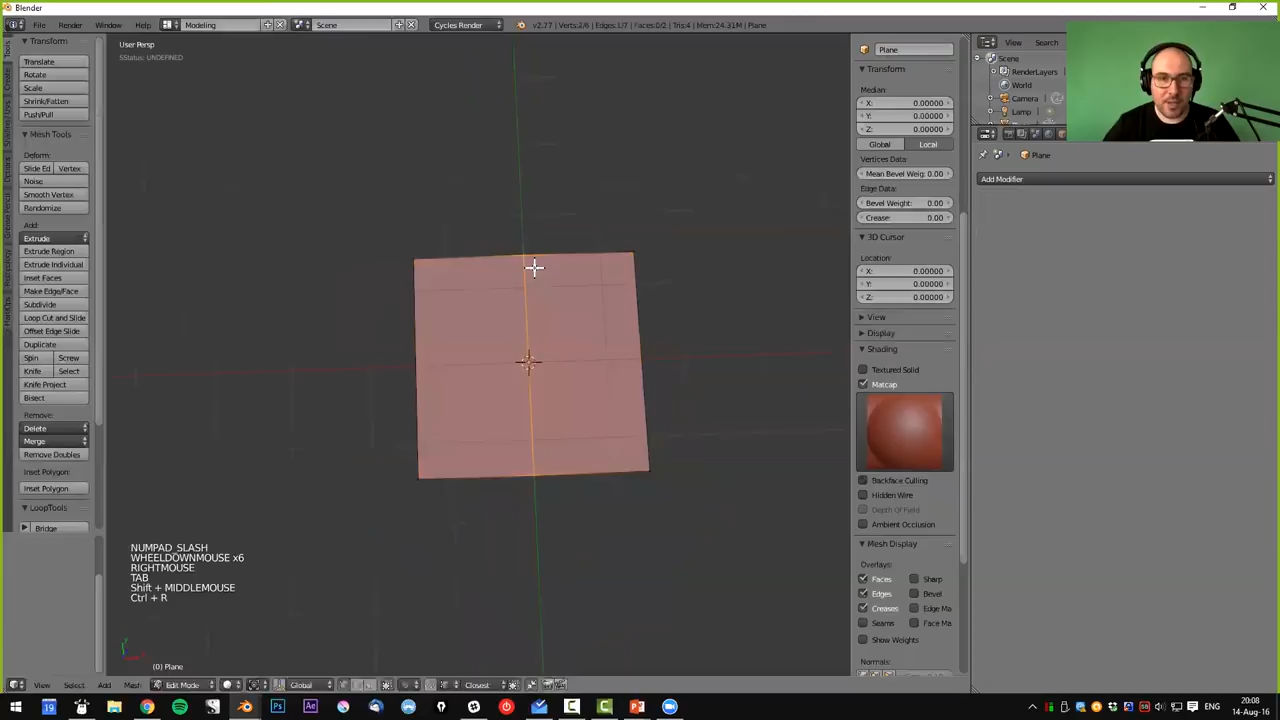 Blender
File Render Window Help Modeling Scene Cycles Render v2.77 | Verts:2/6 | Edges:1/7 | Faces:0/2 | Tris:4 | Mem:24.31M | Plane
View Search
User Persp
SStatus: UNDEFINED
Transform
Translate
Rotate
Scale
Shrink/Fatten
Push/Pull
Mesh Tools
Deform:
Slide Ed Vertex
Noise
Smooth Vertex
Randomize
Add:
Extrude
Extrude Region
Extrude Individual
Inset Faces
Make Edge/Face
Subdivide
Loop Cut and Slide
Offset Edge Slide
Duplicate
Spin Screw
Knife Select
Knife Project
Bisect
Remove:
Delete
Merge
Remove Doubles
Inset Polygon:
Inset Polygon
LoopTools
Bridge
NUMPAD_SLASH
WHEELDOWNMOUSE x6
RIGHTMOUSE
TAB
Shift + MIDDLEMOUSE
Ctrl + R
(0) Plane
Plane
Transform
Median:
X: 0.00000
Y: 0.00000
Z: 0.00000
Global Local
Vertices Data:
Mean Bevel Weig: 0.00
Edge Data:
Bevel Weight: 0.00
Crease: 0.00
3D Cursor
Location:
X: 0.00000
Y: 0.00000
Z: 0.00000
View
Display
Shading
Textured Solid
Matcap
Backface Culling
Hidden Wire
Depth Of Field
Ambient Occlusion
Mesh Display
Overlays:
Faces Sharp
Edges Bevel
Creases Edge Ma
Seams Face Ma
Show Weights
Normals:
Scene
RenderLayers
World
Camera
Lamp
Plane
Add Modifier
View Select Add Mesh Edit Mode Global Closest
ENG
20:08
14-Aug-16